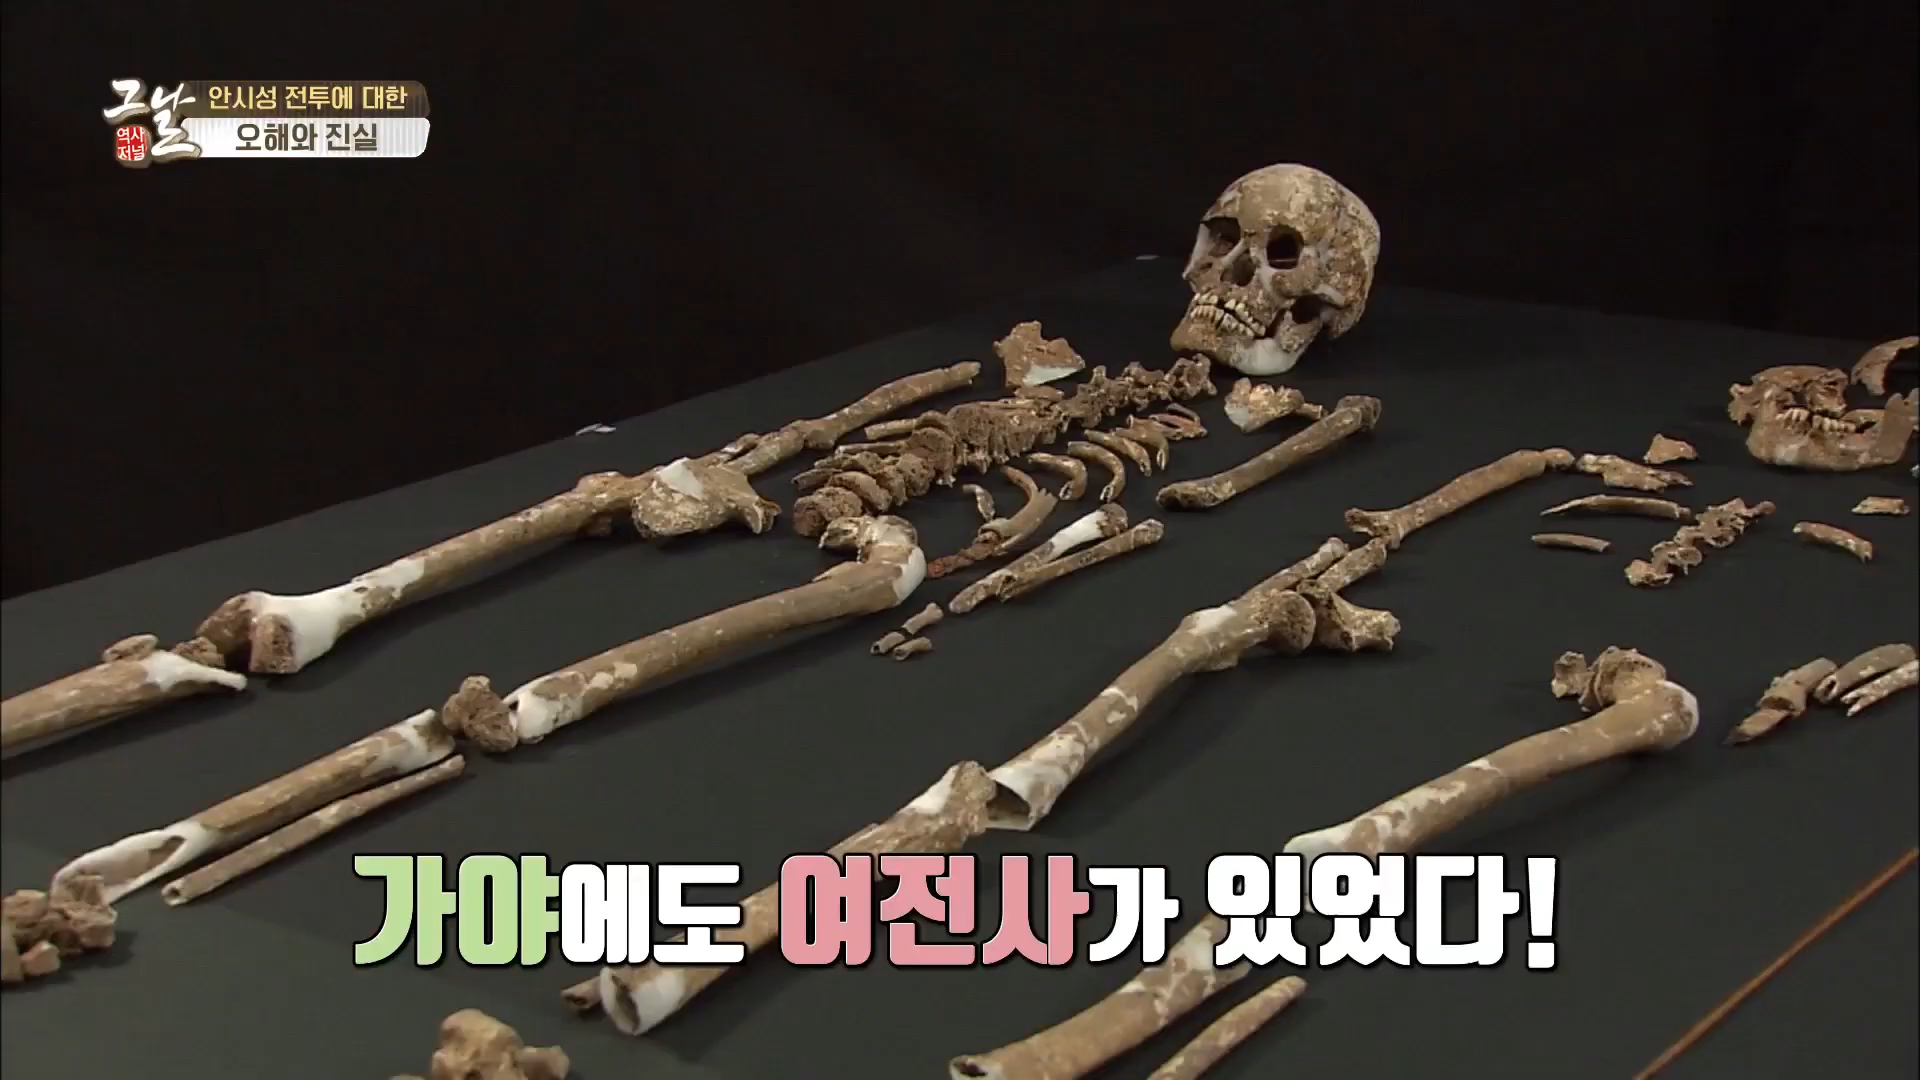 그날
역사
저널
안시성 전투에 대한
오해와 진실
가야에도 여전사가 있었다!